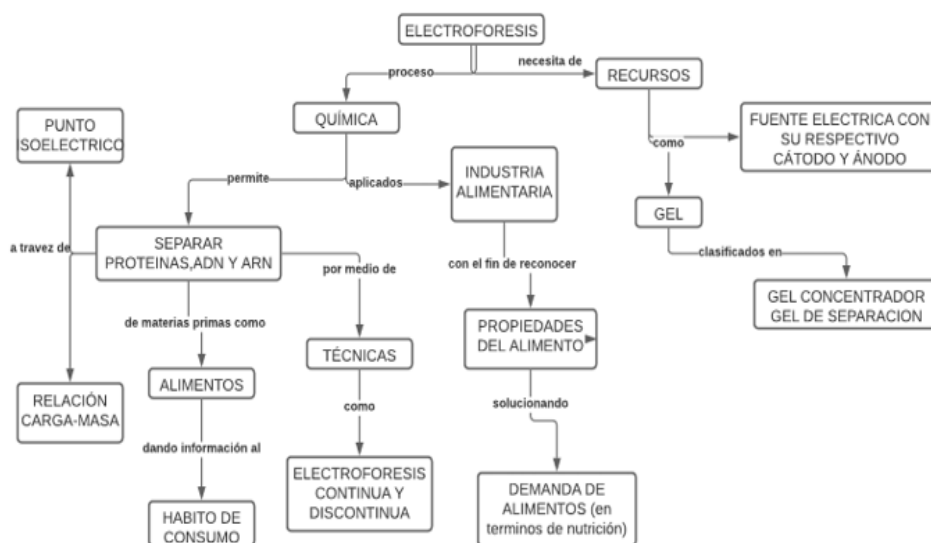 ELECTROFORESIS
proceso
necesita de
RECURSOS
QUÍMICA
PUNTO
ISOELECTRICO
FUENTE ELECTRICA CON
SU RESPECTIVO
CÁTODO Y ÁNODO
como
permite
aplicados
INDUSTRIA
ALIMENTARIA
GEL
a travez de
SEPARAR
PROTEINAS,ADN Y ARN
por medio de
con el fin de reconocer
clasificados en
GEL CONCENTRADOR
GEL DE SEPARACION
de materias primas como
PROPIEDADES
DEL ALIMENTO
TÉCNICAS
ALIMENTOS
RELACIÓN
CARGA-MASA
como
solucionando
dando información al
ELECTROFORESIS
CONTINUA Y
DISCONTINUA
DEMANDA DE
ALIMENTOS (en
terminos de nutrición)
HABITO DE
CONSUMO